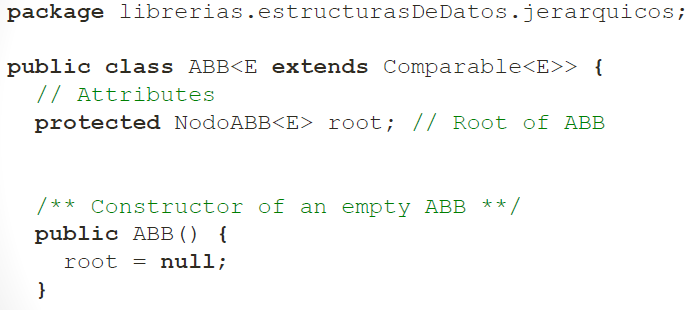 package librerias.estructurasDeDatos.jerarquicos;
public class ABB<E extends Comparable<E>> {
// Attributes
protected NodoABB<E> root; // Root of ABB
/** Constructor of an empty ABB **/
public ABB() {
root = null;
}